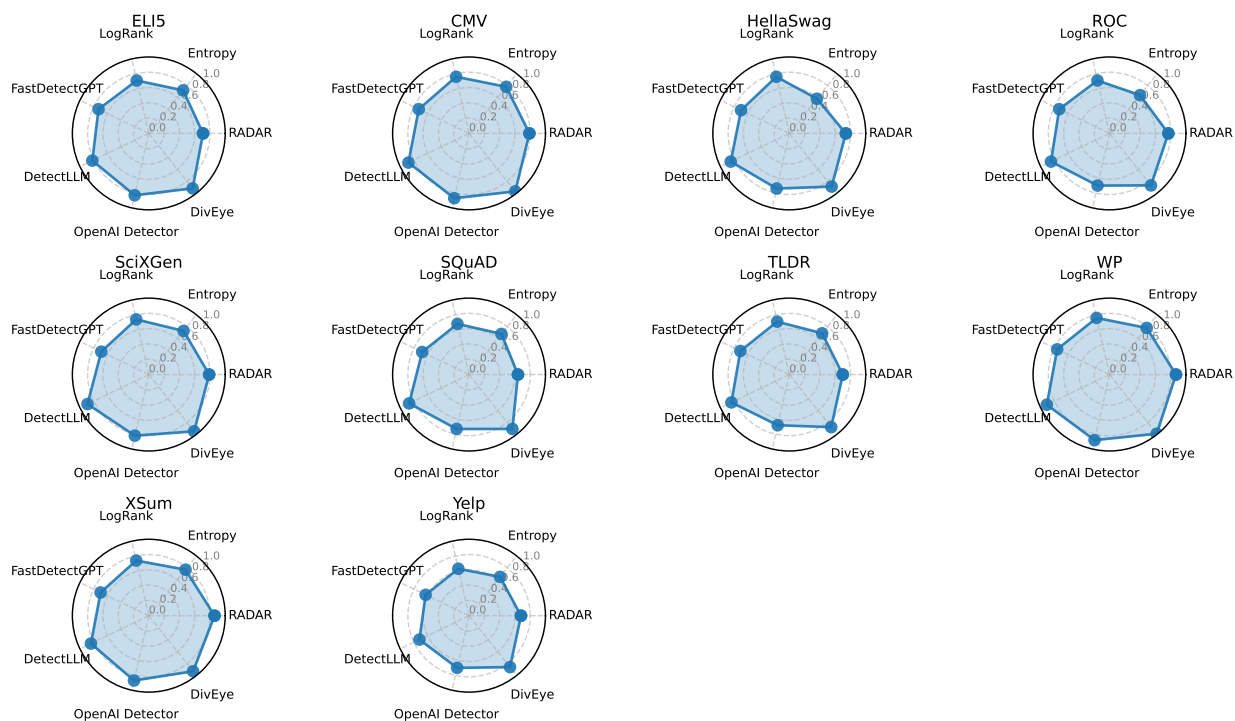 ELI5
LogRank
Entropy
FastDetectGPT
1.0
0.8
0.6
0.4
0.2
0.0
RADAR
DetectLLM
DivEye
OpenAI Detector
CMV
LogRank
Entropy
FastDetectGPT
1.0
0.8
0.6
0.4
0.2
0.0
RADAR
DetectLLM
DivEye
OpenAI Detector
HellaSwag
LogRank
Entropy
FastDetectGPT
1.0
0.8
0.6
0.4
0.2
0.0
RADAR
DetectLLM
DivEye
OpenAI Detector
ROC
LogRank
Entropy
FastDetectGPT
1.0
0.8
0.6
0.4
0.2
0.0
RADAR
DetectLLM
DivEye
OpenAI Detector
SciXGen
LogRank
Entropy
FastDetectGPT
1.0
0.8
0.6
0.4
0.2
0.0
RADAR
DetectLLM
DivEye
OpenAI Detector
SQuAD
LogRank
Entropy
FastDetectGPT
1.0
0.8
0.6
0.4
0.2
0.0
RADAR
DetectLLM
DivEye
OpenAI Detector
TLDR
LogRank
Entropy
FastDetectGPT
1.0
0.8
0.6
0.4
0.2
0.0
RADAR
DetectLLM
DivEye
OpenAI Detector
WP
LogRank
Entropy
FastDetectGPT
1.0
0.8
0.6
0.4
0.2
0.0
RADAR
DetectLLM
DivEye
OpenAI Detector
XSum
LogRank
Entropy
FastDetectGPT
1.0
0.8
0.6
0.4
0.2
0.0
RADAR
DetectLLM
DivEye
OpenAI Detector
Yelp
LogRank
Entropy
FastDetectGPT
1.0
0.8
0.6
0.4
0.2
0.0
RADAR
DetectLLM
DivEye
OpenAI Detector